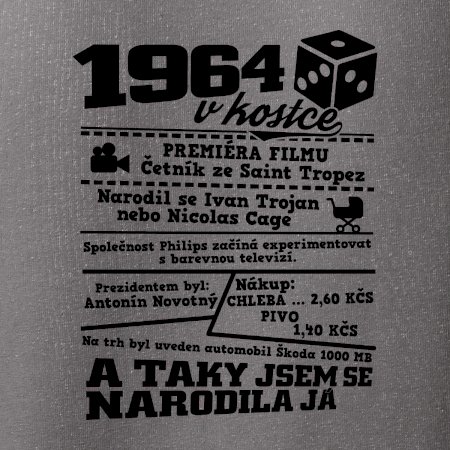 1964
v kostce
PREMIÉRA FILMU
Četník ze Saint Tropez
Narodil se Ivan Trojan
nebo Nicolas Cage
Společnost Philips začíná experimentovat
s barevnou televizí.
Prezidentem byl:
Antonín Novotný
Nákup:
CHLEBA ... 2,60 KČS
PIVO
1,40 KČS
Na trh byl uveden automobil Škoda 1000 MB
A TAKY JSEM SE
NARODILA JÁ